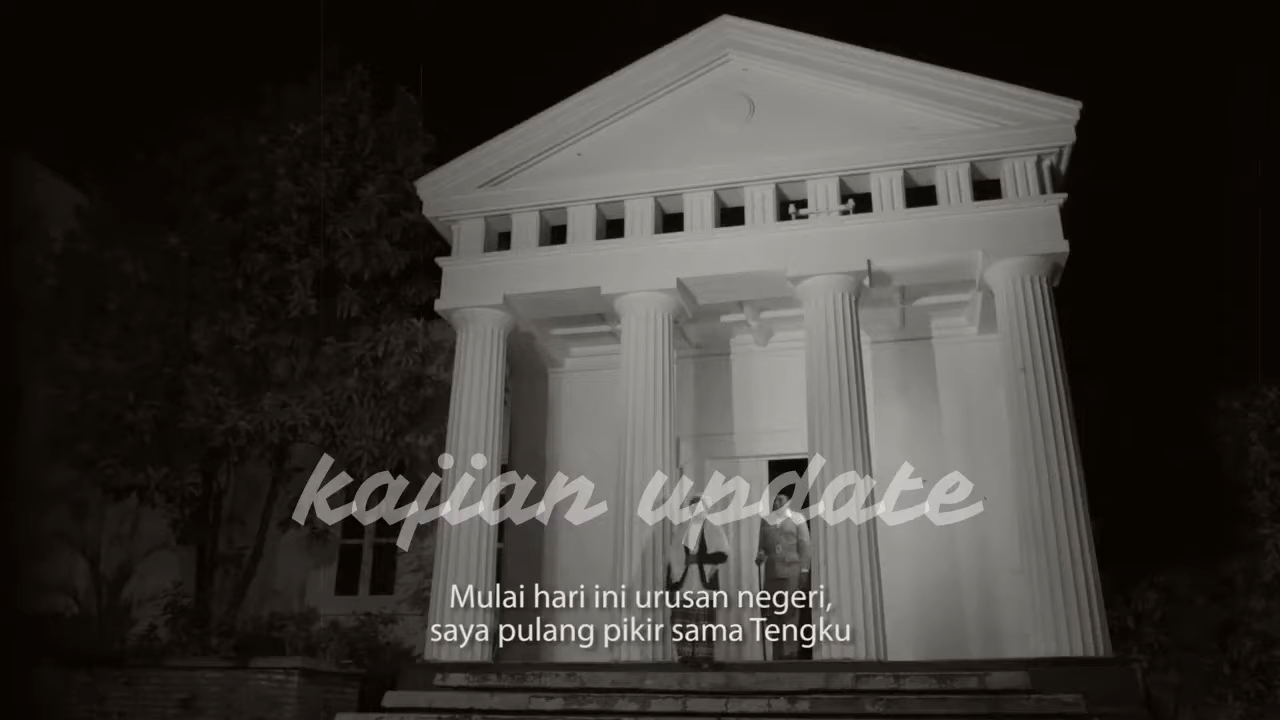 kajian update
Mulai hari ini urusan negeri,
saya pulang pikir sama Tengku